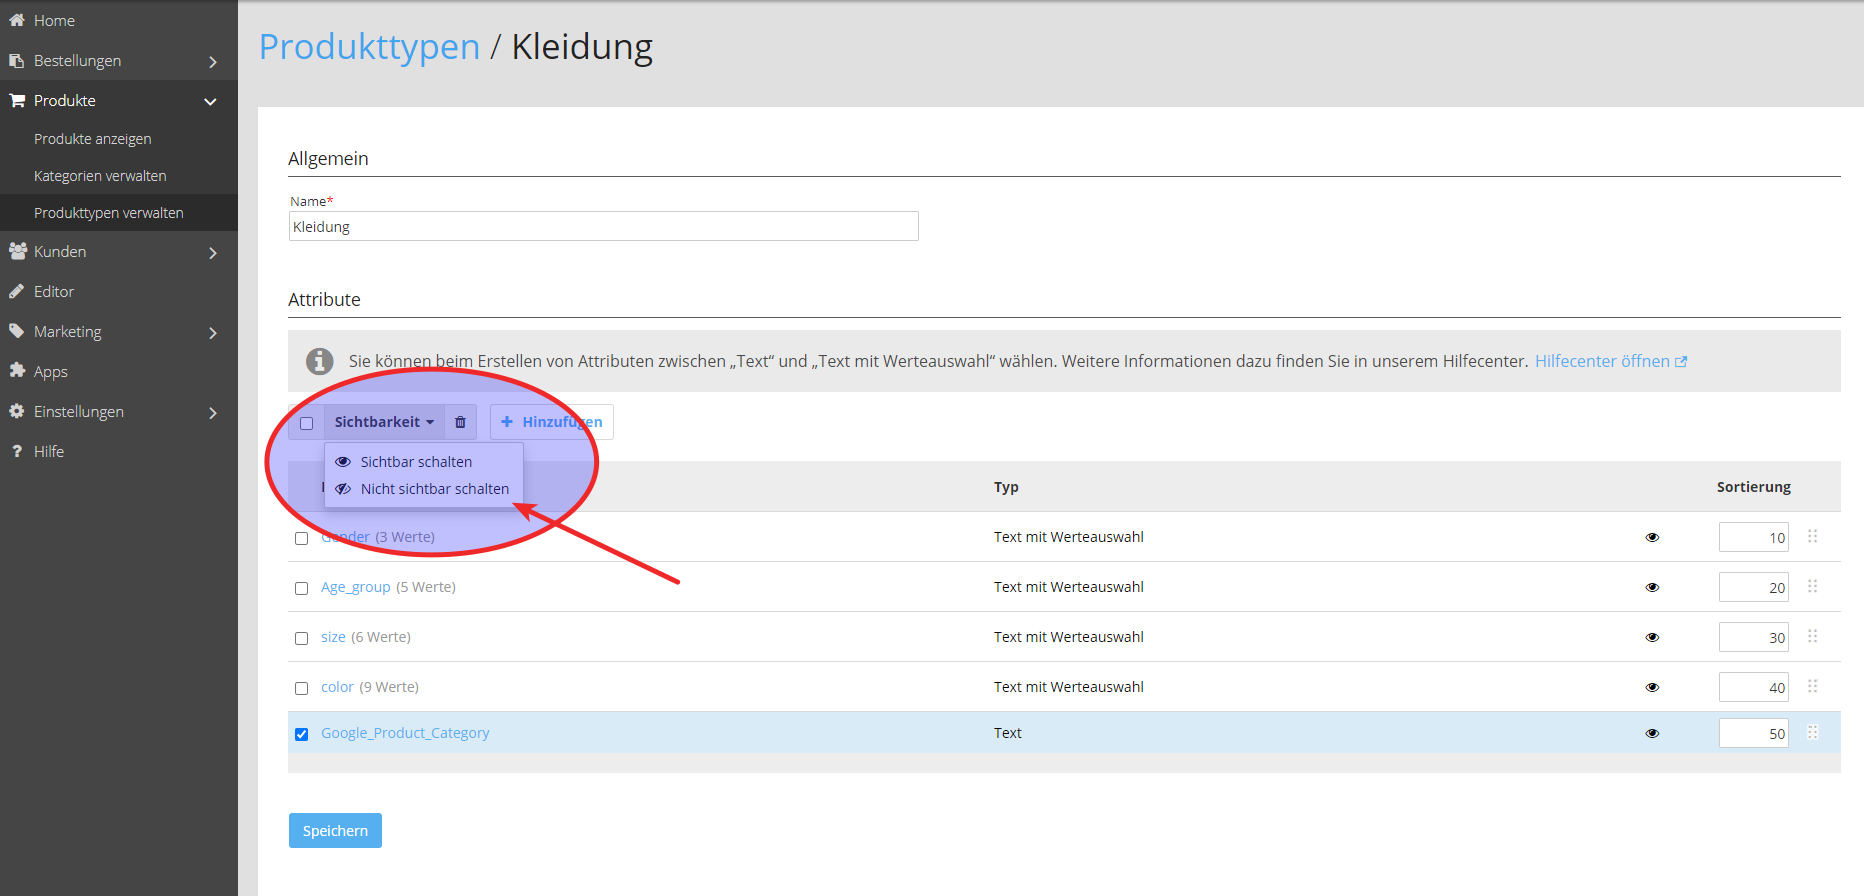 Home
Bestellungen
Produkte
Produkte anzeigen
Kategorien verwalten
Produkttypen verwalten
Kunden
Editor
Marketing
Apps
Einstellungen
? Hilfe
Produkttypen / Kleidung
Allgemein
Name*
Kleidung
Attribute
Sie können beim Erstellen von Attributen zwischen „Text“ und „Text mit Werteauswahl“ wählen. Weitere Informationen dazu finden Sie in unserem Hilfecenter. Hilfecenter öffnen
Sichtbarkeit + Hinzufügen
Sichtbar schalten
Nicht sichtbar schalten
Typ Sortierung
Gender (3 Werte) Text mit Werteauswahl 10
Age_group (5 Werte) Text mit Werteauswahl 20
size (6 Werte) Text mit Werteauswahl 30
color (9 Werte) Text mit Werteauswahl 40
Google_Product_Category Text 50
Speichern